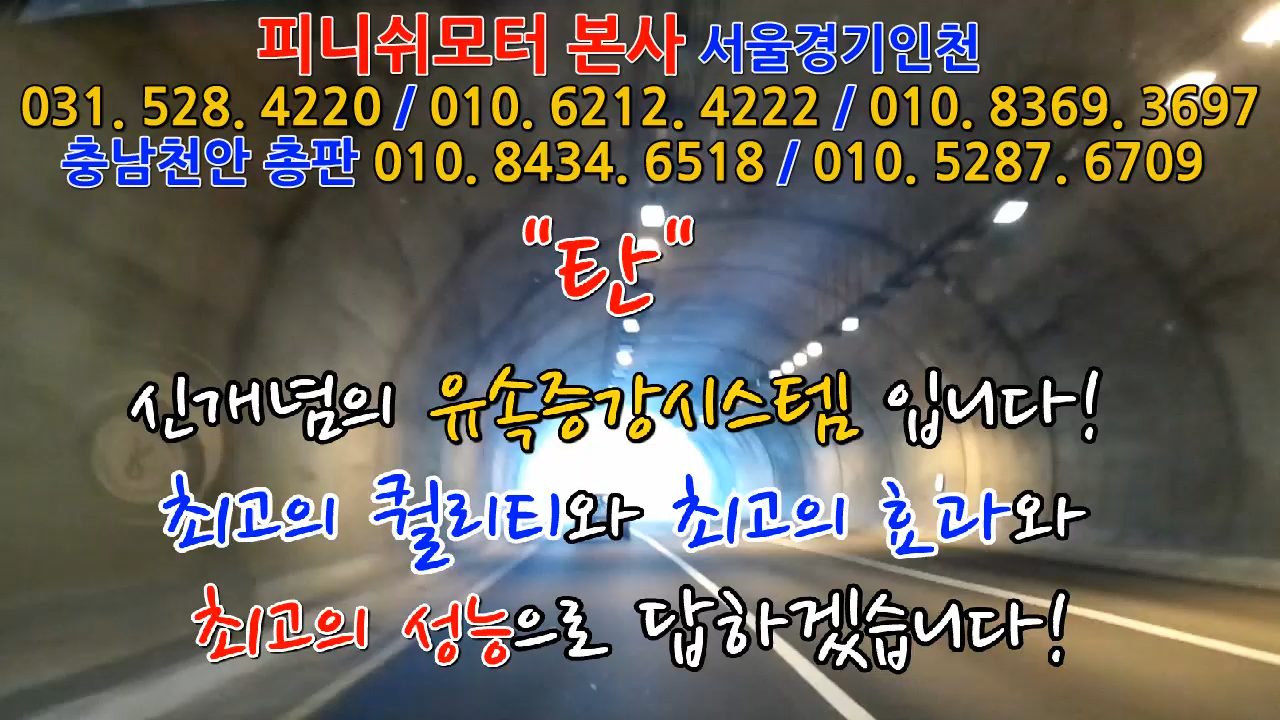 피니쉬모터 본사 서울경기인천
031. 528. 4220 / 010. 6212. 4222 / 010. 8369. 3697
충남천안 총판 010. 8434. 6518 / 010. 5287. 6709
"탄"
신개념의 유속증강시스템 입니다!
최고의 퀄리티와 최고의 효과와
최고의 성능으로 답하겠습니다!